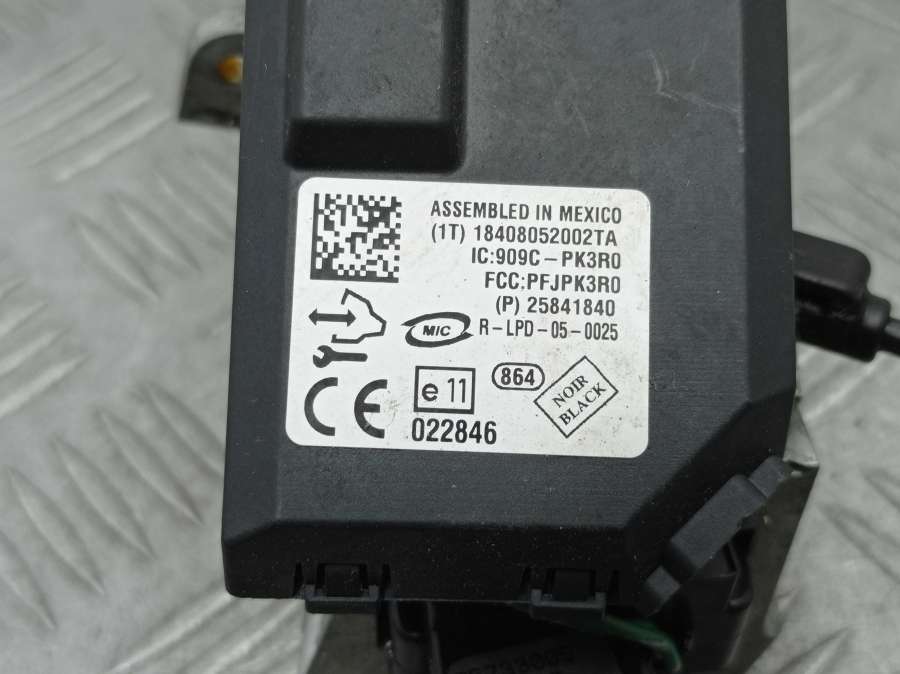 ASSEMBLED IN MEXICO
(1T) 18408052002TA
IC:909C-PK3R0
FCC:PFJPK3R0
(P) 25841840
MIC R-LPD-05-0025
CE e 11 864 NOIR
BLACK
022846